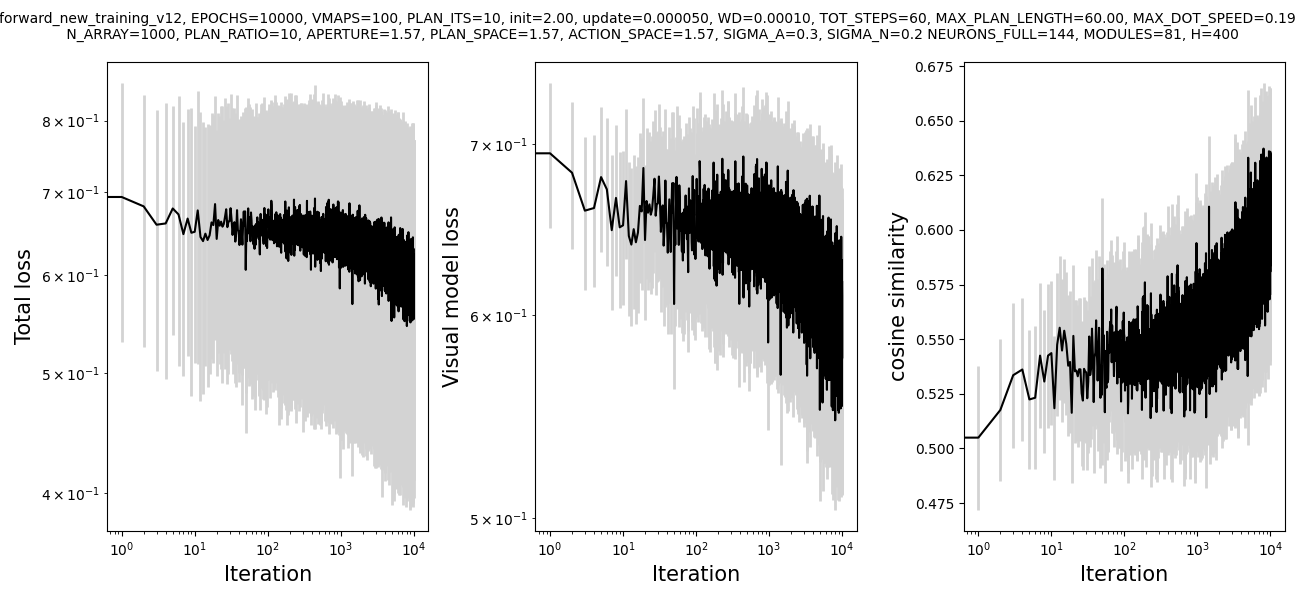 forward_new_training_v12, EPOCHS=10000, VMAPS=100, PLAN_ITS=10, init=2.00, update=0.000050, WD=0.00010, TOT_STEPS=60, MAX_PLAN_LENGTH=60.00, MAX_DOT_SPEED=0.19
N_ARRAY=1000, PLAN_RATIO=10, APERTURE=1.57, PLAN_SPACE=1.57, ACTION_SPACE=1.57, SIGMA_A=0.3, SIGMA_N=0.2 NEURONS_FULL=144, MODULES=81, H=400
Total loss
8 × 10⁻¹
7 × 10⁻¹
6 × 10⁻¹
5 × 10⁻¹
4 × 10⁻¹
10⁰ 10¹ 10² 10³ 10⁴
Iteration
Visual model loss
7 × 10⁻¹
6 × 10⁻¹
5 × 10⁻¹
10⁰ 10¹ 10² 10³ 10⁴
Iteration
cosine similarity
0.675
0.650
0.625
0.600
0.575
0.550
0.525
0.500
0.475
10⁰ 10¹ 10² 10³ 10⁴
Iteration